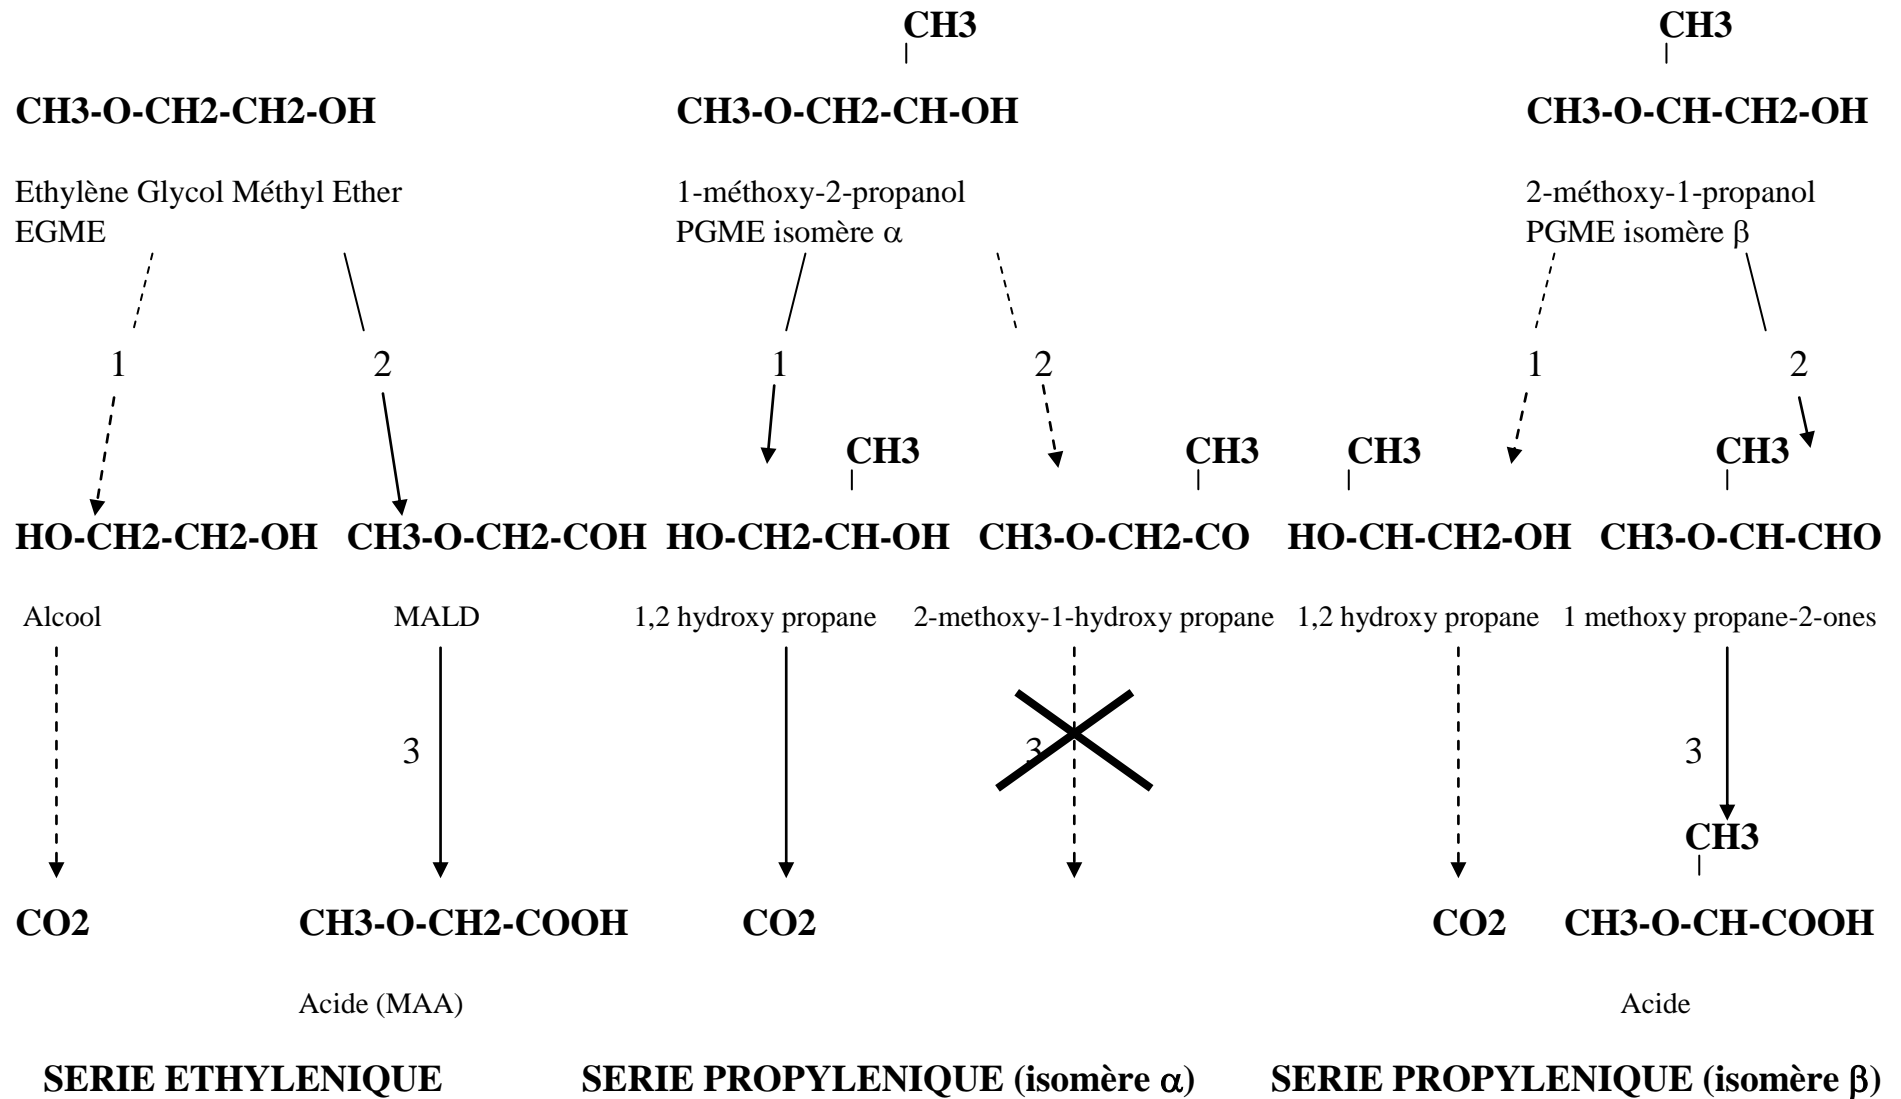 CH3 CH3
CH3-O-CH2-CH2-OH CH3-O-CH2-CH-OH CH3-O-CH-CH2-OH
Ethylène Glycol Méthyl Ether 1-méthoxy-2-propanol 2-méthoxy-1-propanol
EGME PGME isomère α PGME isomère β
1 2 1 2 1 2
CH3 CH3 CH3 CH3
HO-CH2-CH2-OH CH3-O-CH2-COH HO-CH2-CH-OH CH3-O-CH2-CO HO-CH-CH2-OH CH3-O-CH-CHO
Alcool MALD 1,2 hydroxy propane 2-methoxy-1-hydroxy propane 1,2 hydroxy propane 1 methoxy propane-2-ones
3 3 3
CH3
CO2 CH3-O-CH2-COOH CO2 CO2 CH3-O-CH-COOH
Acide (MAA) Acide
SERIE ETHYLENIQUE SERIE PROPYLENIQUE (isomère α) SERIE PROPYLENIQUE (isomère β)